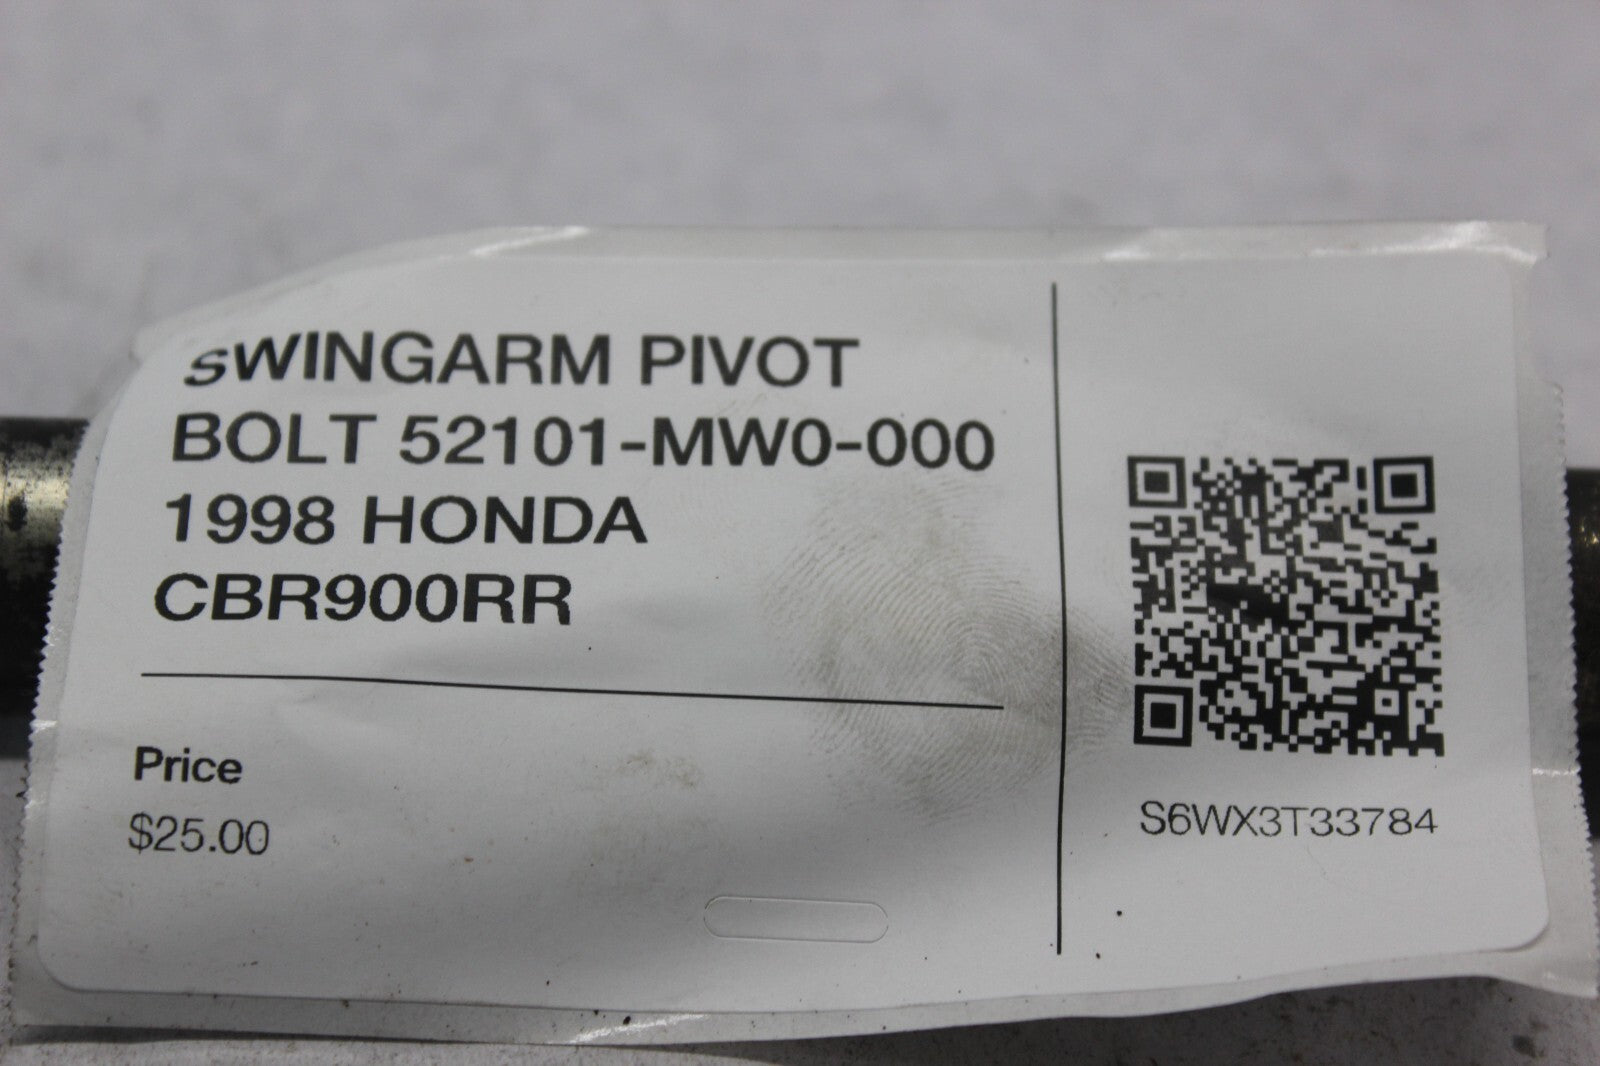 SWINGARM PIVOT
BOLT 52101-MW0-000
1998 HONDA
CBR900RR
Price
$25.00
S6WX3T33784